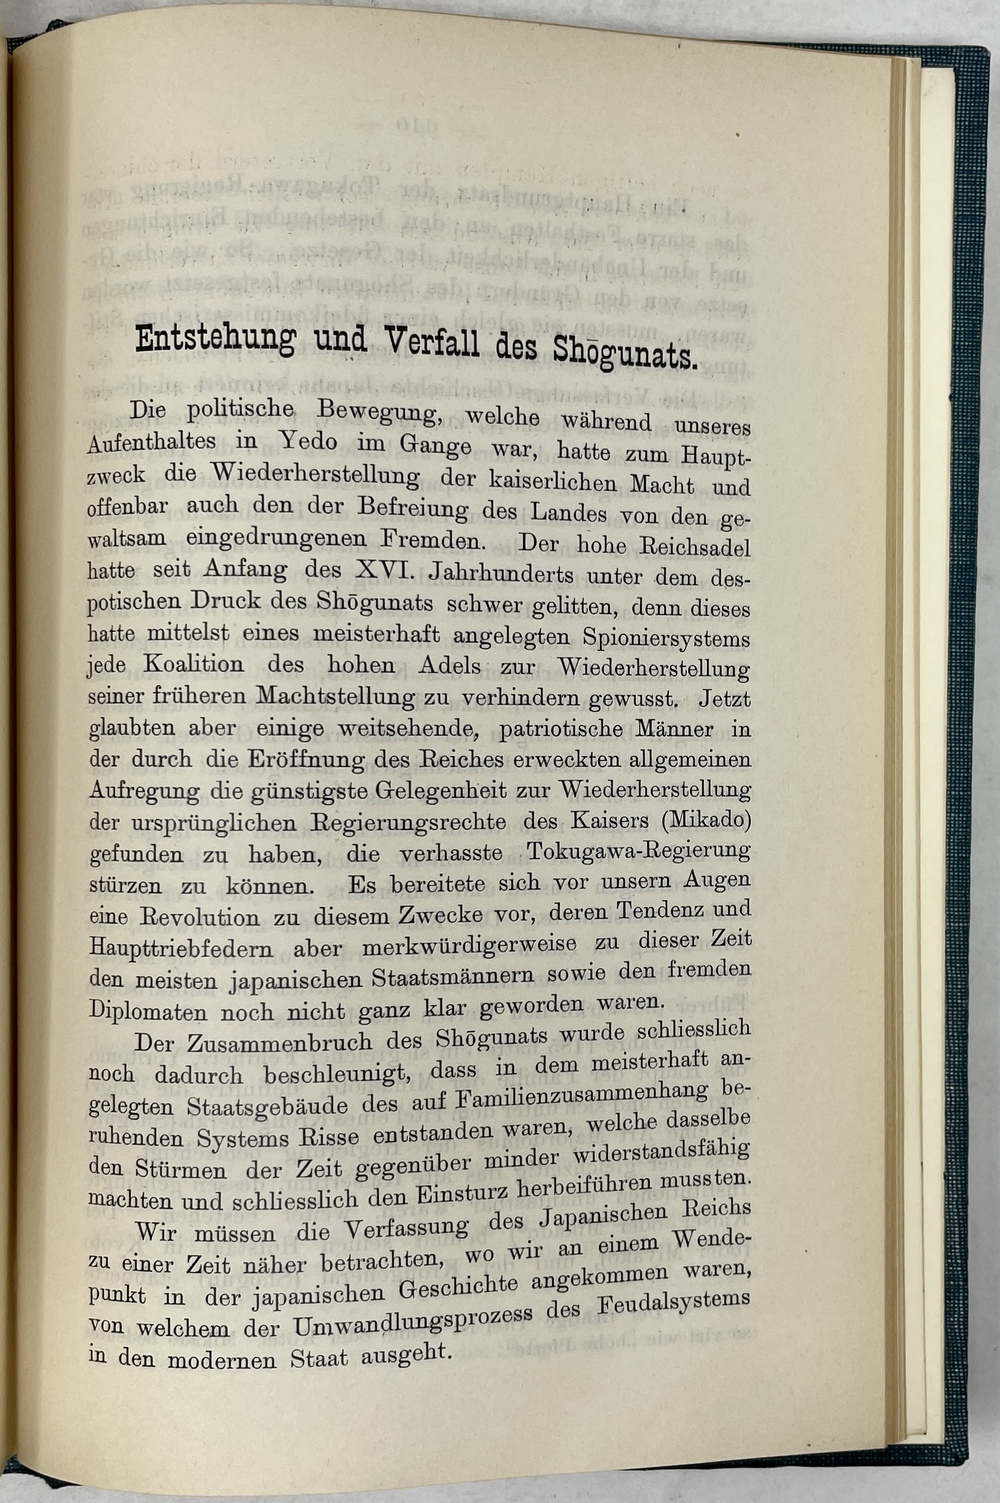 Entstehung und Verfall des Shōgunats.
Die politische Bewegung, welche während unseres
Aufenthaltes in Yedo im Gange war, hatte zum Haupt-
zweck die Wiederherstellung der kaiserlichen Macht und
offenbar auch den der Befreiung des Landes von den ge-
waltsam eingedrungenen Fremden. Der hohe Reichsadel
hatte seit Anfang des XVI. Jahrhunderts unter dem des-
potischen Druck des Shōgunats schwer gelitten, denn dieses
hatte mittelst eines meisterhaft angelegten Spioniersystems
jede Koalition des hohen Adels zur Wiederherstellung
seiner früheren Machtstellung zu verhindern gewusst. Jetzt
glaubten aber einige weitsehende, patriotische Männer in
der durch die Eröffnung des Reiches erweckten allgemeinen
Aufregung die günstigste Gelegenheit zur Wiederherstellung
der ursprünglichen Regierungsrechte des Kaisers (Mikado)
gefunden zu haben, die verhasste Tokugawa-Regierung
stürzen zu können. Es bereitete sich vor unsern Augen
eine Revolution zu diesem Zwecke vor, deren Tendenz und
Haupttriebfedern aber merkwürdigerweise zu dieser Zeit
den meisten japanischen Staatsmännern sowie den fremden
Diplomaten noch nicht ganz klar geworden waren.
Der Zusammenbruch des Shōgunats wurde schliesslich
noch dadurch beschleunigt, dass in dem meisterhaft an-
gelegten Staatsgebäude des auf Familienzusammenhang be-
ruhenden Systems Risse entstanden waren, welche dasselbe
den Stürmen der Zeit gegenüber minder widerstandsfähig
machten und schliesslich den Einsturz herbeiführen mussten.
Wir müssen die Verfassung des Japanischen Reichs
zu einer Zeit näher betrachten, wo wir an einem Wende-
punkt in der japanischen Geschichte angekommen waren,
von welchem der Umwandlungsprozess des Feudalsystems
in den modernen Staat ausgeht.